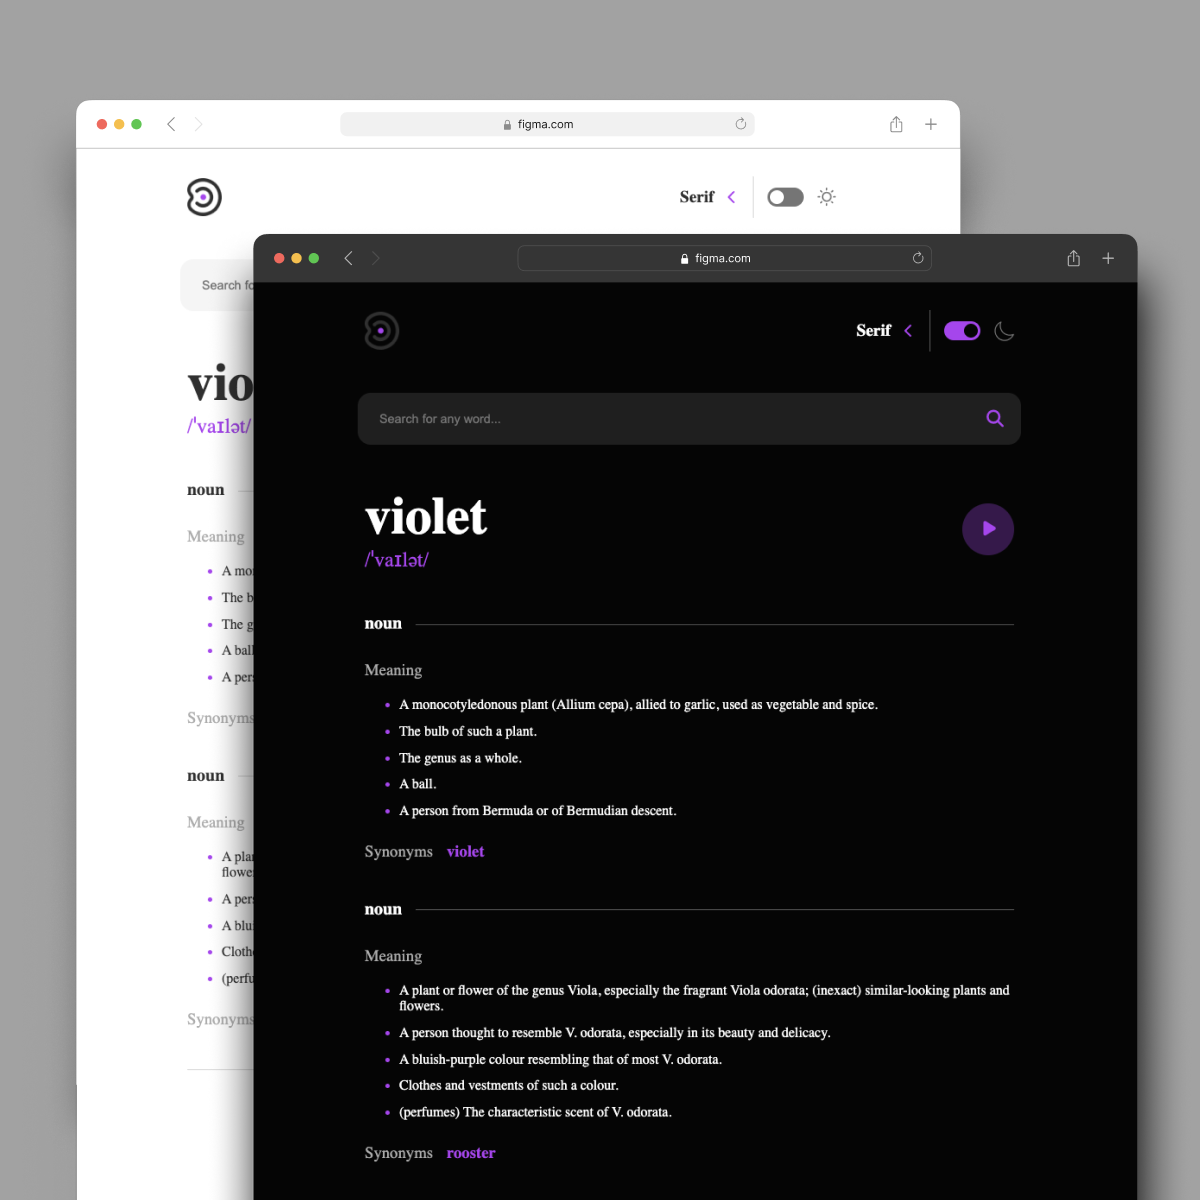 figma.com
Serif
Search fo
vio
/ˈvaɪlət/
noun
Meaning
A mo
The b
The g
A ball
A pers
Synonyms
noun
Meaning
A plan
flowe
A pers
A blui
Clothe
(perfu
Synonyms
figma.com
Serif
Search for any word...
violet
/ˈvaɪlət/
noun
Meaning
A monocotyledonous plant (Allium cepa), allied to garlic, used as vegetable and spice.
The bulb of such a plant.
The genus as a whole.
A ball.
A person from Bermuda or of Bermudian descent.
Synonyms violet
noun
Meaning
A plant or flower of the genus Viola, especially the fragrant Viola odorata; (inexact) similar-looking plants and
flowers.
A person thought to resemble V. odorata, especially in its beauty and delicacy.
A bluish-purple colour resembling that of most V. odorata.
Clothes and vestments of such a colour.
(perfumes) The characteristic scent of V. odorata.
Synonyms rooster